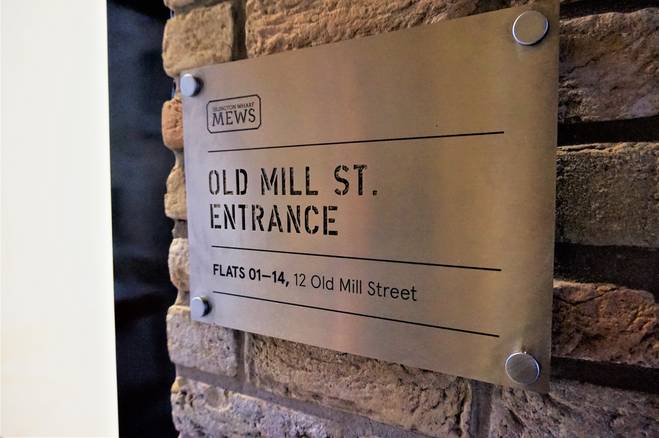 ISLINGTON WHARF
MEWS
OLD MILL ST.
ENTRANCE
FLATS 01—14, 12 Old Mill Street